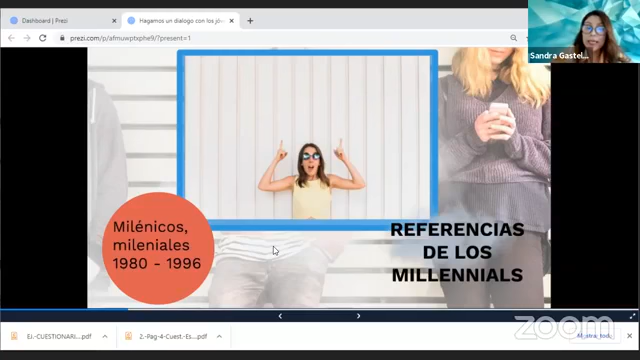 Dashboard | Prezi
Hagamos un dialogo con los jóv
prezi.com/p/afmuwptxphe9/?present=1
Sandra Gastel...
Milénicos,
mileniales
1980 - 1996
REFERENCIAS
DE LOS
MILLENNIALS
EJ.-CUESTIONARI....pdf
2.-Pag-4-Cuest.-Es....pdf
Mostrar todo
zoom